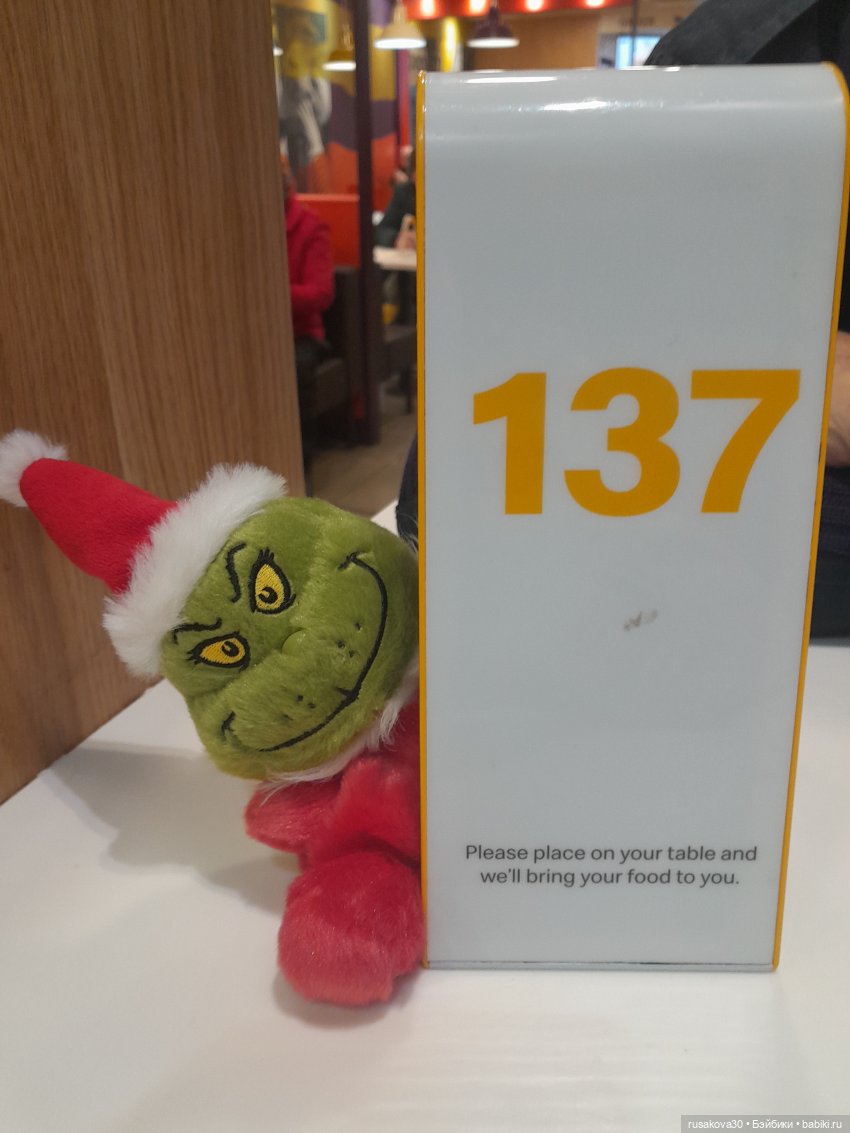 137
Please place on your table and
we'll bring your food to you.
rusakova30 • Бэйбики • babiki.ru